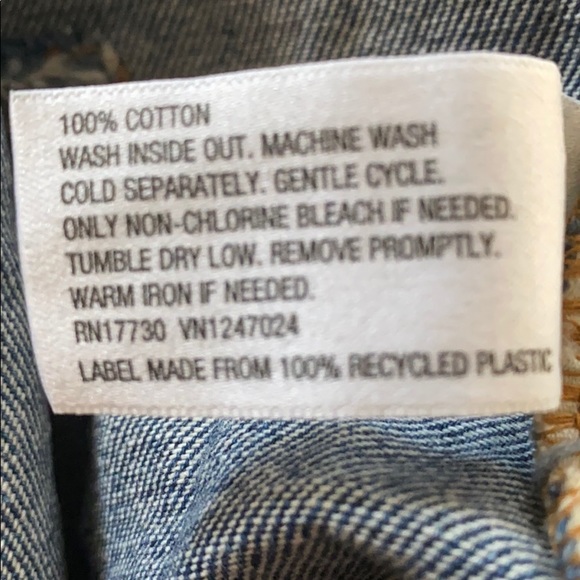 100% COTTON
WASH INSIDE OUT. MACHINE WASH
COLD SEPARATELY. GENTLE CYCLE.
ONLY NON-CHLORINE BLEACH IF NEEDED.
TUMBLE DRY LOW. REMOVE PROMPTLY.
WARM IRON IF NEEDED.
RN17730 VN1247024
LABEL MADE FROM 100% RECYCLED PLASTIC